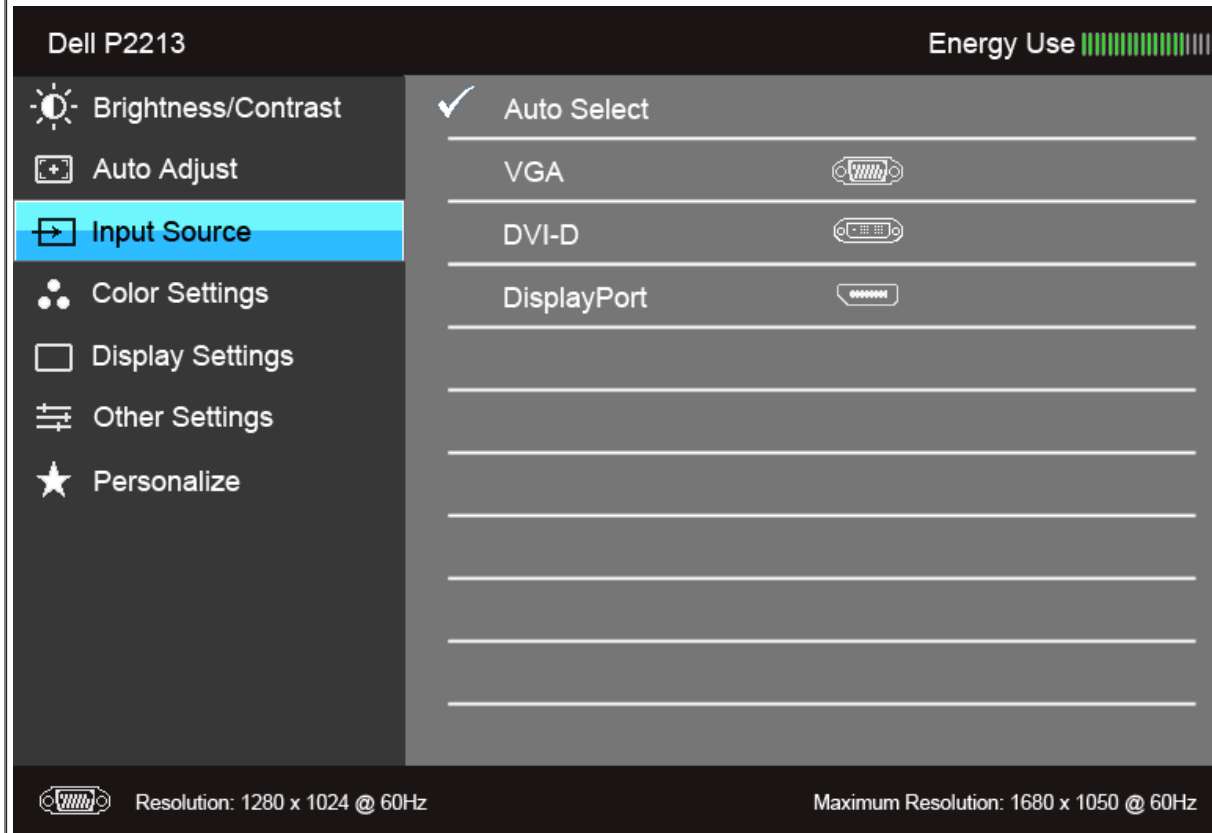 Dell P2213
Energy Use
Brightness/Contrast
Auto Adjust
Input Source
Color Settings
Display Settings
Other Settings
Personalize
Auto Select
VGA
DVI-D
DisplayPort
Resolution: 1280 x 1024 @ 60Hz
Maximum Resolution: 1680 x 1050 @ 60Hz